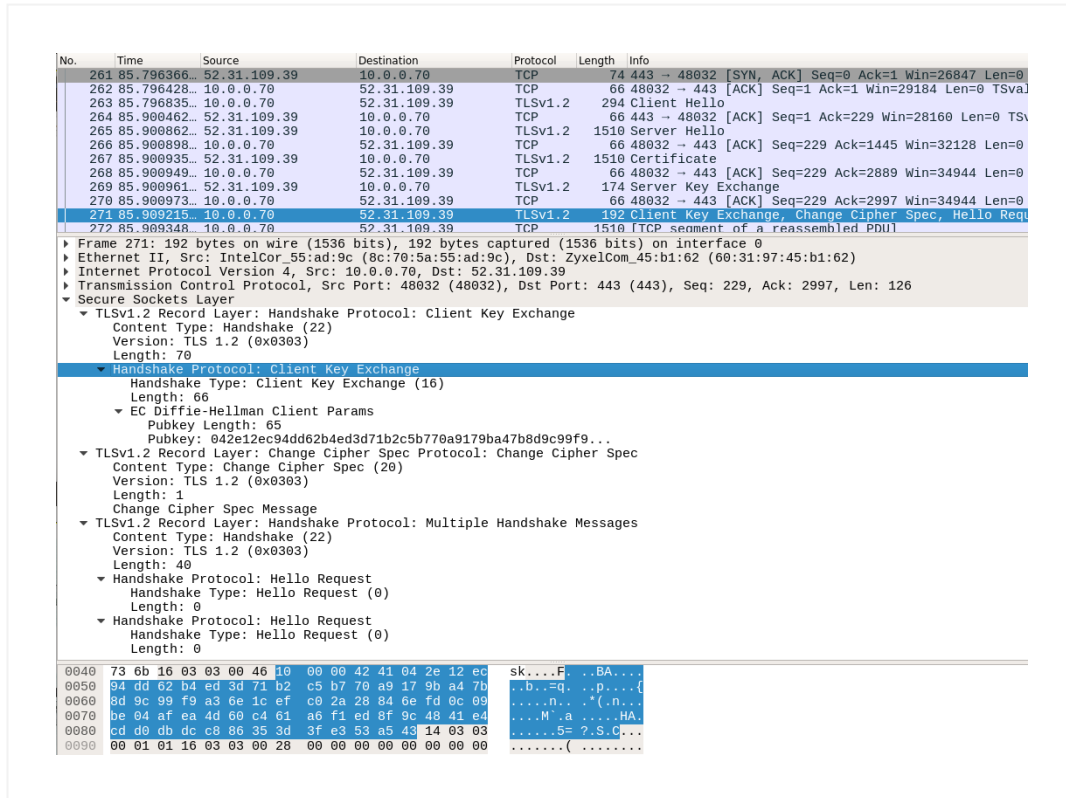 No. Time Source Destination Protocol Length Info
261 85.796366… 52.31.109.39 10.0.0.70 TCP 74 443 → 48032 [SYN, ACK] Seq=0 Ack=1 Win=26847 Len=0
262 85.796428… 10.0.0.70 52.31.109.39 TCP 66 48032 → 443 [ACK] Seq=1 Ack=1 Win=29184 Len=0 TSval
263 85.796835… 10.0.0.70 52.31.109.39 TLSv1.2 294 Client Hello
264 85.900462… 52.31.109.39 10.0.0.70 TCP 66 443 → 48032 [ACK] Seq=1 Ack=229 Win=28160 Len=0 TSv
265 85.900862… 52.31.109.39 10.0.0.70 TLSv1.2 1510 Server Hello
266 85.900898… 10.0.0.70 52.31.109.39 TCP 66 48032 → 443 [ACK] Seq=229 Ack=1445 Win=32128 Len=0
267 85.900935… 52.31.109.39 10.0.0.70 TLSv1.2 1510 Certificate
268 85.900949… 10.0.0.70 52.31.109.39 TCP 66 48032 → 443 [ACK] Seq=229 Ack=2889 Win=34944 Len=0
269 85.900961… 52.31.109.39 10.0.0.70 TLSv1.2 174 Server Key Exchange
270 85.900973… 10.0.0.70 52.31.109.39 TCP 66 48032 → 443 [ACK] Seq=229 Ack=2997 Win=34944 Len=0
271 85.909215… 10.0.0.70 52.31.109.39 TLSv1.2 192 Client Key Exchange, Change Cipher Spec, Hello Requ
272 85.909348… 10.0.0.70 52.31.109.39 TCP 1510 [TCP segment of a reassembled PDU]
Frame 271: 192 bytes on wire (1536 bits), 192 bytes captured (1536 bits) on interface 0
Ethernet II, Src: IntelCor_55:ad:9c (8c:70:5a:55:ad:9c), Dst: ZyxelCom_45:b1:62 (60:31:97:45:b1:62)
Internet Protocol Version 4, Src: 10.0.0.70, Dst: 52.31.109.39
Transmission Control Protocol, Src Port: 48032 (48032), Dst Port: 443 (443), Seq: 229, Ack: 2997, Len: 126
Secure Sockets Layer
TLSv1.2 Record Layer: Handshake Protocol: Client Key Exchange
Content Type: Handshake (22)
Version: TLS 1.2 (0x0303)
Length: 70
Handshake Protocol: Client Key Exchange
Handshake Type: Client Key Exchange (16)
Length: 66
EC Diffie-Hellman Client Params
Pubkey Length: 65
Pubkey: 042e12ec94dd62b4ed3d71b2c5b770a9179ba47b8d9c99f9...
TLSv1.2 Record Layer: Change Cipher Spec Protocol: Change Cipher Spec
Content Type: Change Cipher Spec (20)
Version: TLS 1.2 (0x0303)
Length: 1
Change Cipher Spec Message
TLSv1.2 Record Layer: Handshake Protocol: Multiple Handshake Messages
Content Type: Handshake (22)
Version: TLS 1.2 (0x0303)
Length: 40
Handshake Protocol: Hello Request
Handshake Type: Hello Request (0)
Length: 0
Handshake Protocol: Hello Request
Handshake Type: Hello Request (0)
Length: 0
0040 73 6b 16 03 03 00 46 10 00 00 42 41 04 2e 12 ec sk....F. ..BA....
0050 94 dd 62 b4 ed 3d 71 b2 c5 b7 70 a9 17 9b a4 7b ..b..=q. ..p....{
0060 8d 9c 99 f9 a3 6e 1c ef c0 2a 28 84 6e fd 0c 09 .....n.. .*(.n...
0070 be 04 af ea 4d 60 c4 61 a6 f1 ed 8f 9c 48 41 e4 ....M`.a .....HA.
0080 cd d0 db dc c8 86 35 3d 3f e3 53 a5 43 14 03 03 ......5= ?.S.C...
0090 00 01 01 16 03 03 00 28 00 00 00 00 00 00 00 00 .......( ........